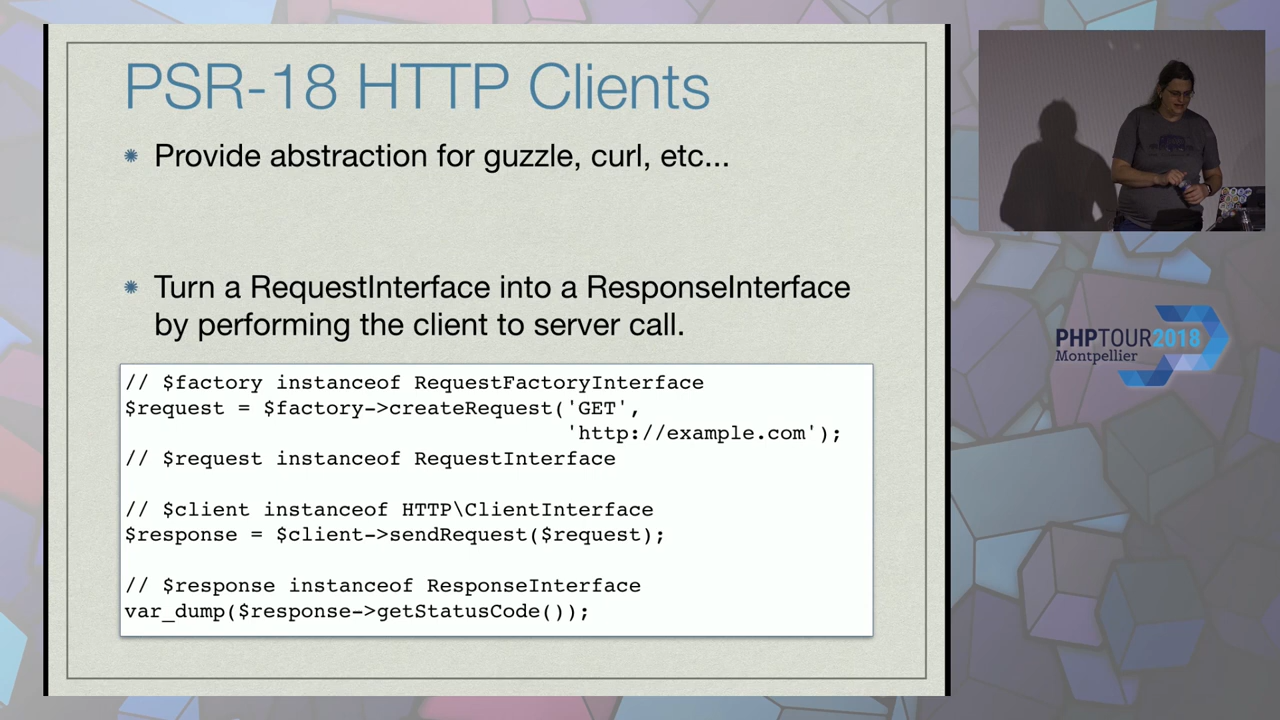 PSR-18 HTTP Clients
Provide abstraction for guzzle, curl, etc...
Turn a RequestInterface into a ResponseInterface
by performing the client to server call.
// $factory instanceof RequestFactoryInterface
$request = $factory->createRequest('GET',
'http://example.com');
// $request instanceof RequestInterface
// $client instanceof HTTP\ClientInterface
$response = $client->sendRequest($request);
// $response instanceof ResponseInterface
var_dump($response->getStatusCode());
PHPTOUR2018
Montpellier